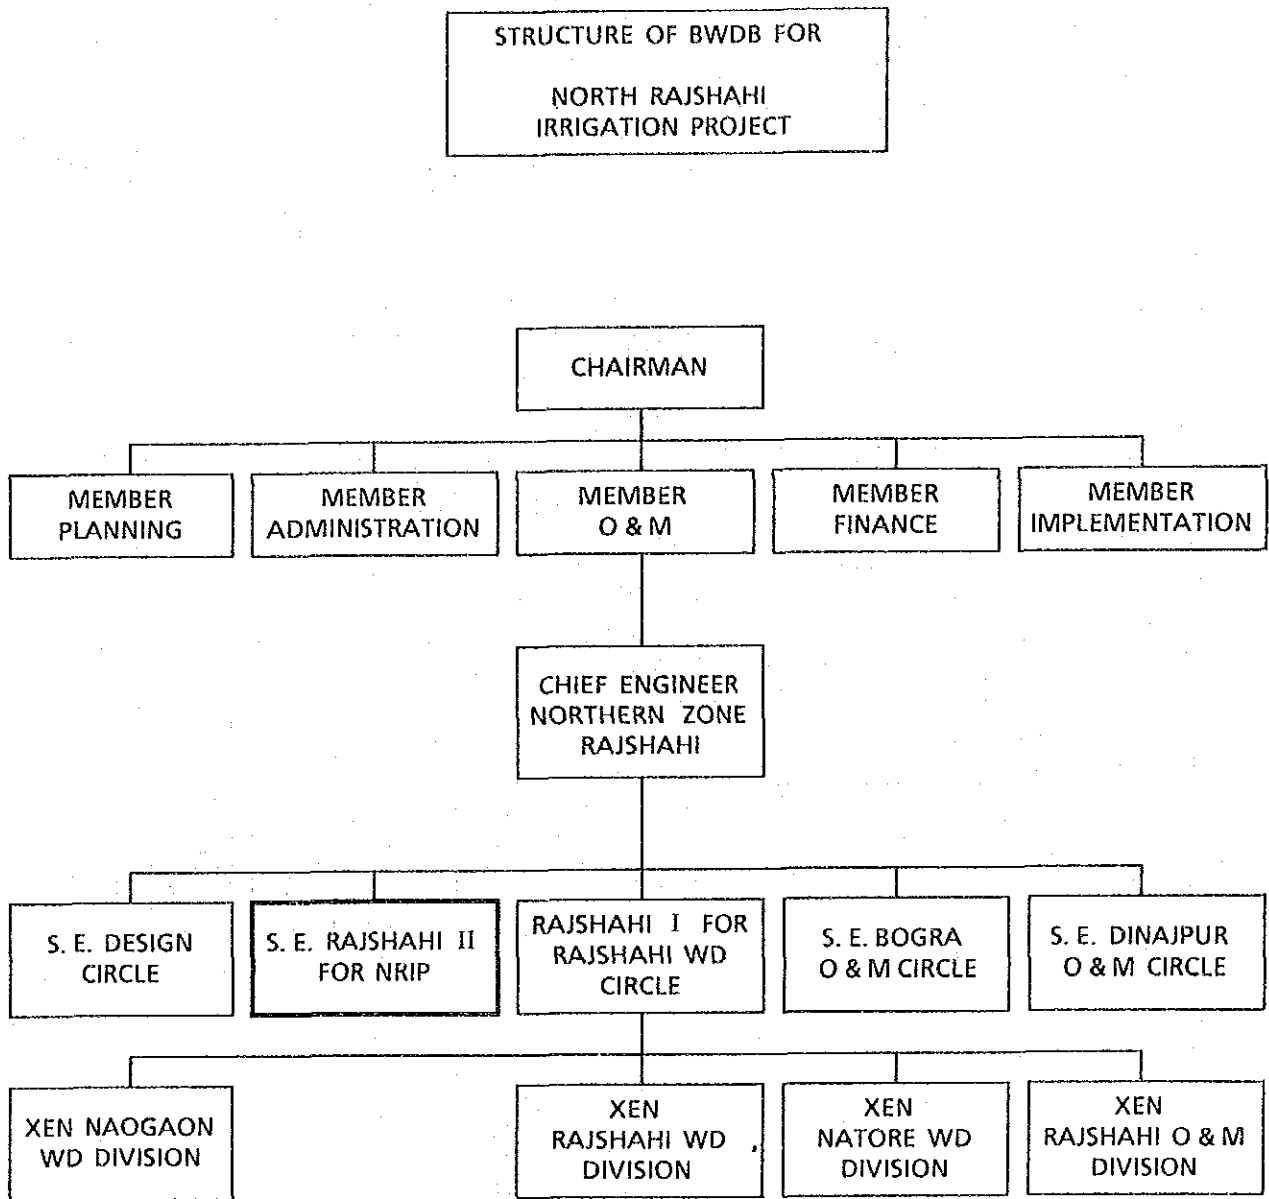 STRUCTURE OF BWDB FOR
NORTH RAJSHAHI
IRRIGATION PROJECT
CHAIRMAN
MEMBER
PLANNING
MEMBER
ADMINISTRATION
MEMBER
O & M
MEMBER
FINANCE
MEMBER
IMPLEMENTATION
CHIEF ENGINEER
NORTHERN ZONE
RAJSHAHI
S. E. DESIGN
CIRCLE
S. E. RAJSHAHI II
FOR NRIP
RAJSHAHI I FOR
RAJSHAHI WD
CIRCLE
S. E. BOGRA
O & M CIRCLE
S. E. DINAJPUR
O & M CIRCLE
XEN NAOGAON
WD DIVISION
XEN
RAJSHAHI WD
DIVISION
XEN
NATORE WD
DIVISION
XEN
RAJSHAHI O & M
DIVISION